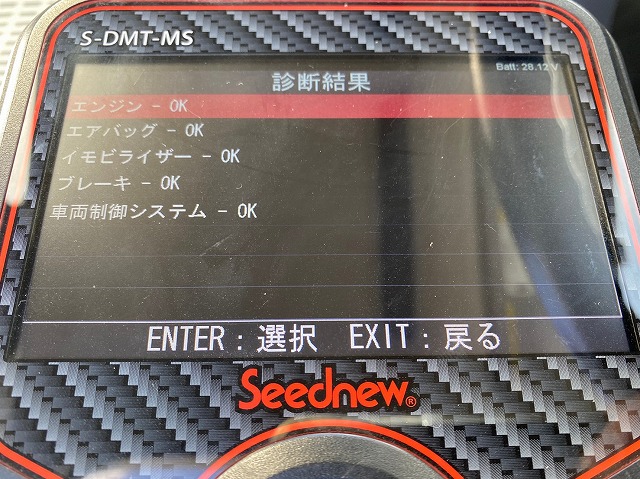 S-DMT-MS
Batt: 28.12 V
診断結果
エンジン - OK
エアバッグ - OK
イモビライザー - OK
ブレーキ - OK
車両制御システム - OK
ENTER : 選択 EXIT : 戻る
Seednew®